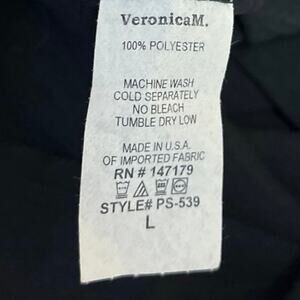 VeronicaM.
100% POLYESTER
MACHINE WASH
COLD SEPARATELY
NO BLEACH
TUMBLE DRY LOW
MADE IN U.S.A.
OF IMPORTED FABRIC
RN # 147179
STYLE# PS-539
L